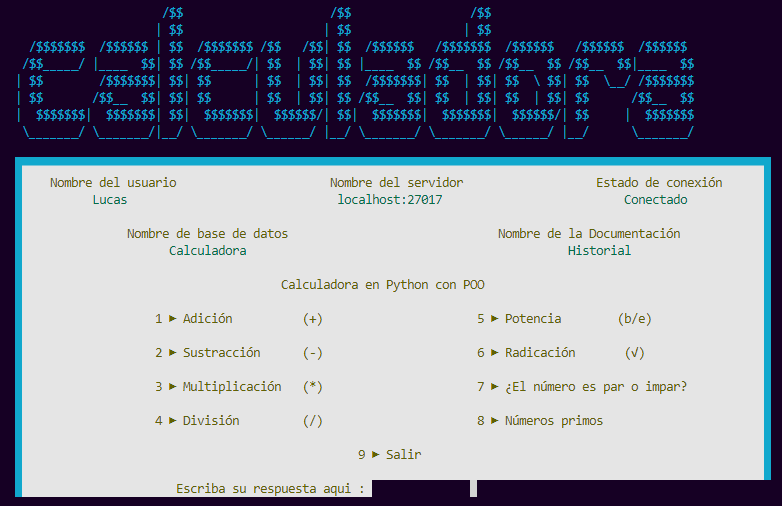 calculadora
Nombre del usuario Nombre del servidor Estado de conexión
Lucas localhost:27017 Conectado
Nombre de base de datos Nombre de la Documentación
Calculadora Historial
Calculadora en Python con POO
1 ► Adición (+) 5 ► Potencia (b/e)
2 ► Sustracción (-) 6 ► Radicación (√)
3 ► Multiplicación (*) 7 ► ¿El número es par o impar?
4 ► División (/) 8 ► Números primos
9 ► Salir
Escriba su respuesta aqui :